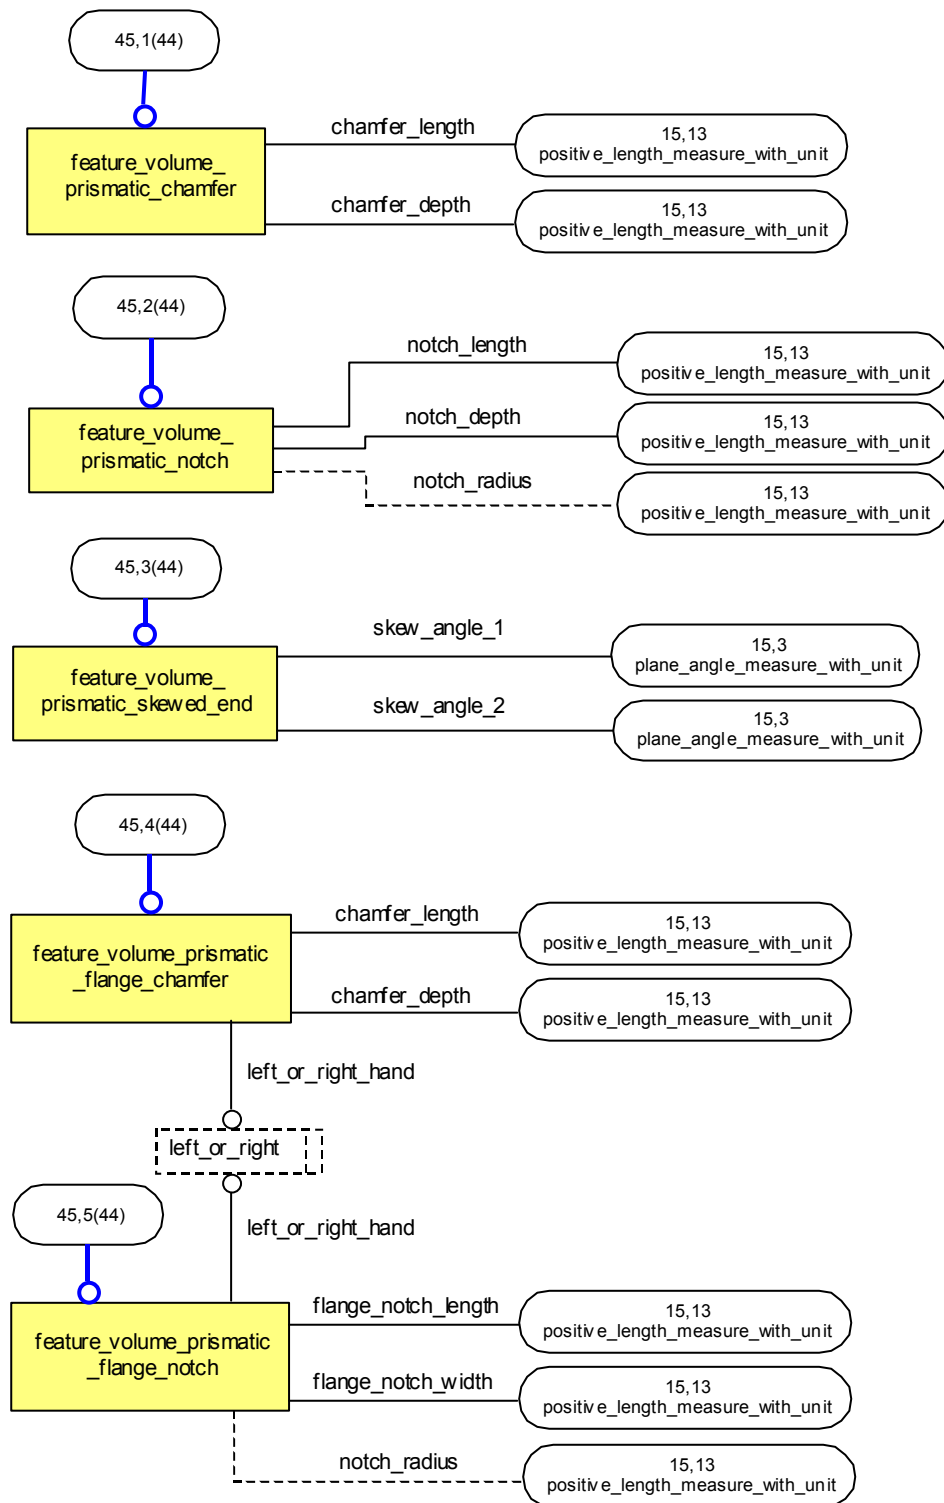 45,1(44)
feature_volume_
prismatic_chamfer
chamfer_length
15,13
positive_length_measure_with_unit
chamfer_depth
15,13
positive_length_measure_with_unit
45,2(44)
feature_volume_
prismatic_notch
notch_length
15,13
positive_length_measure_with_unit
notch_depth
15,13
positive_length_measure_with_unit
notch_radius
15,13
positive_length_measure_with_unit
45,3(44)
feature_volume_
prismatic_skewed_end
skew_angle_1
15,3
plane_angle_measure_with_unit
skew_angle_2
15,3
plane_angle_measure_with_unit
45,4(44)
feature_volume_prismatic
_flange_chamfer
chamfer_length
15,13
positive_length_measure_with_unit
chamfer_depth
15,13
positive_length_measure_with_unit
left_or_right_hand
left_or_right
left_or_right_hand
45,5(44)
feature_volume_prismatic
_flange_notch
flange_notch_length
15,13
positive_length_measure_with_unit
flange_notch_width
15,13
positive_length_measure_with_unit
notch_radius
15,13
positive_length_measure_with_unit